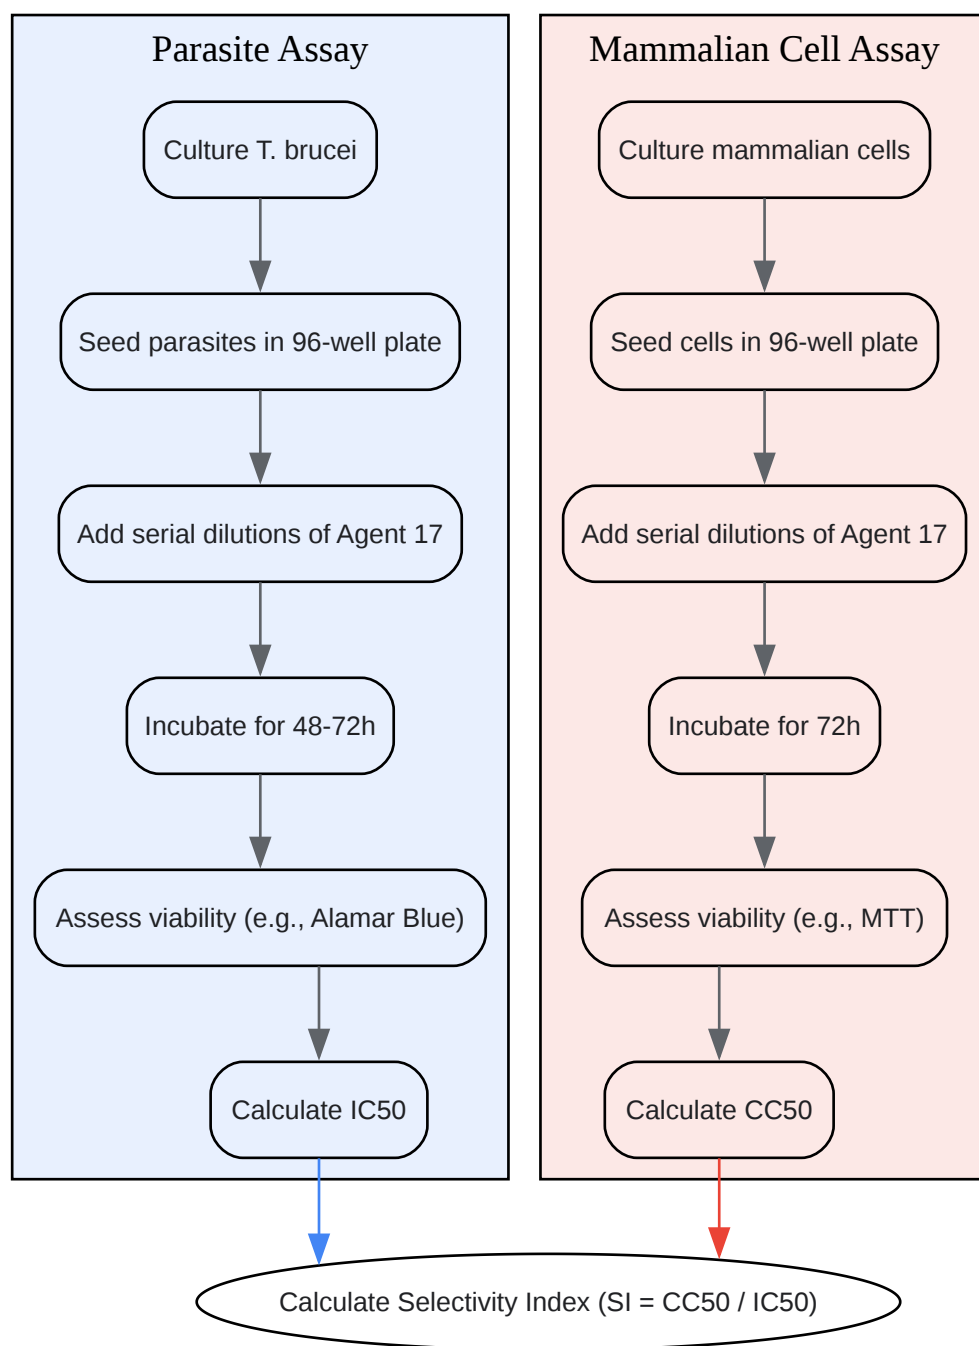 Parasite Assay
Culture T. brucei
Seed parasites in 96-well plate
Add serial dilutions of Agent 17
Incubate for 48-72h
Assess viability (e.g., Alamar Blue)
Calculate IC50
Mammalian Cell Assay
Culture mammalian cells
Seed cells in 96-well plate
Add serial dilutions of Agent 17
Incubate for 72h
Assess viability (e.g., MTT)
Calculate CC50
Calculate Selectivity Index (SI = CC50 / IC50)